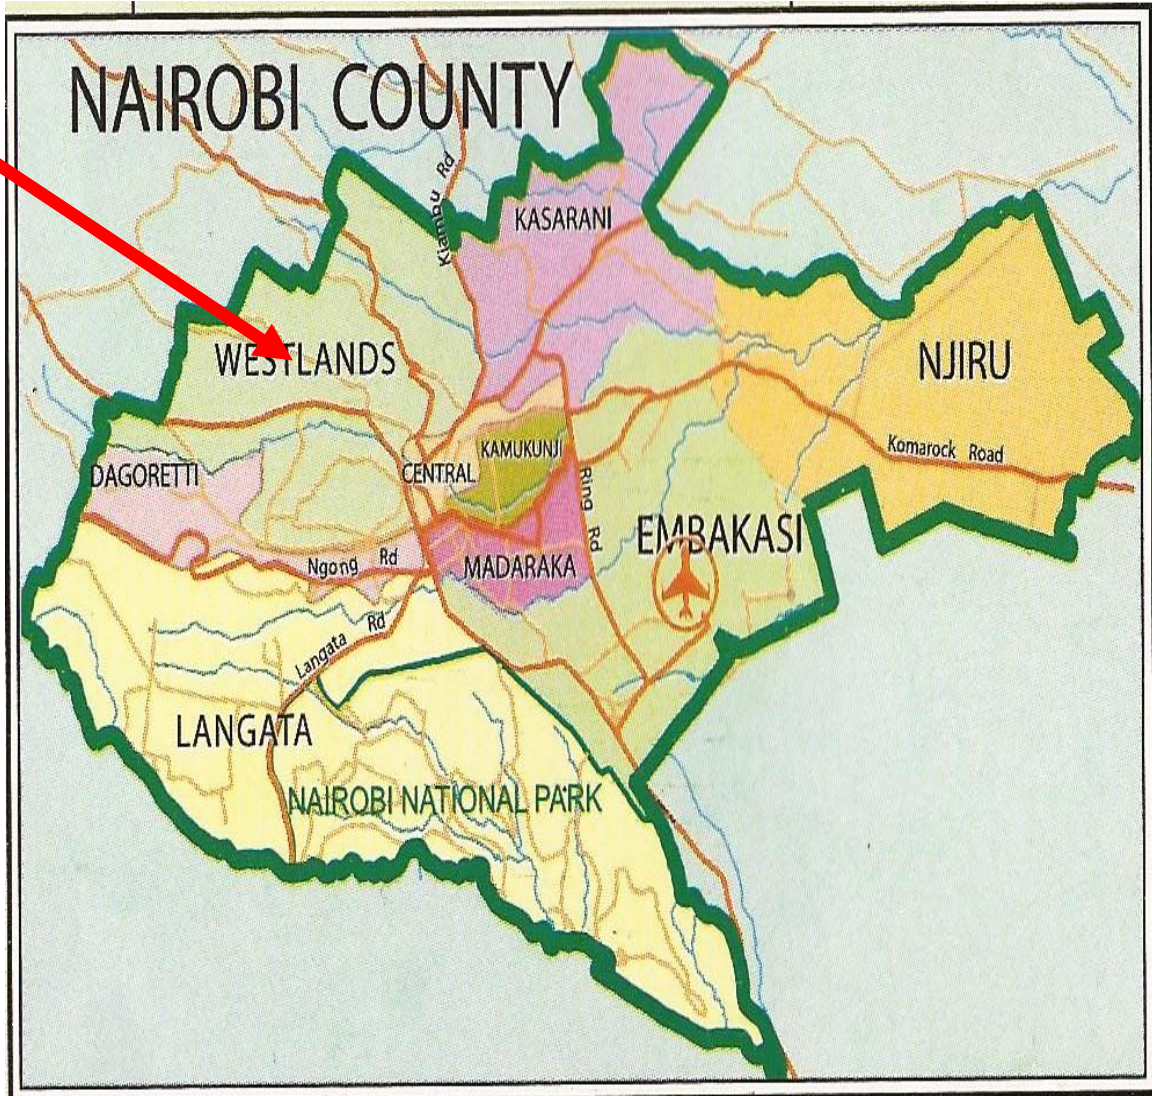 NAIROBI COUNTY
Kiambu Rd
KASARANI
WESTLANDS
NJIRU
KAMUKUNJI
Komarock Road
DAGORETTI
CENTRAL
Ring Rd
EMBAKASI
Ngong Rd
MADARAKA
Langata Rd
LANGATA
NAIROBI NATIONAL PARK